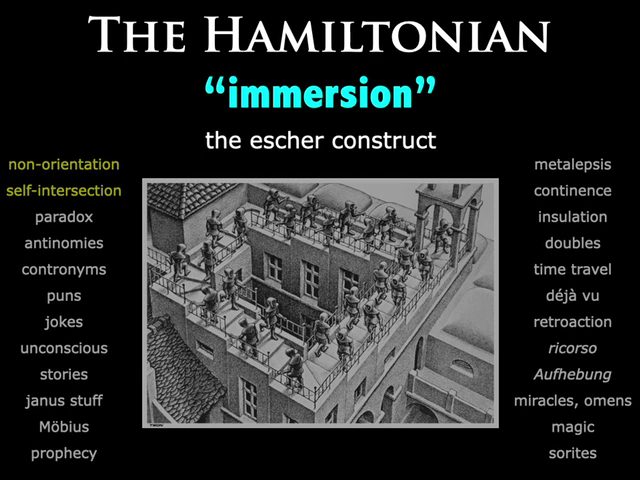 THE HAMILTONIAN
“immersion”
the escher construct
non-orientation
self-intersection
paradox
antinomies
contronyms
puns
jokes
unconscious
stories
janus stuff
Möbius
prophecy
metalepsis
continence
insulation
doubles
time travel
déjà vu
retroaction
ricorso
Aufhebung
miracles, omens
magic
sorites